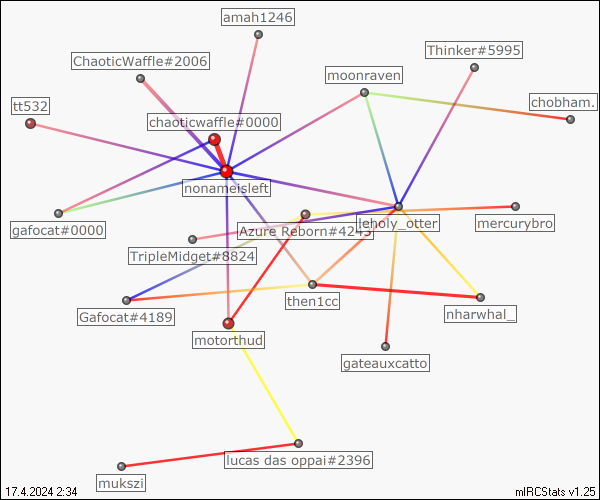 amah1246
Thinker#5995
ChaoticWaffle#2006
moonraven
tt532
chobham.
chaoticwaffle#0000
nonameisleft
gafocat#0000
Azure Reborn#4243
leholy_otter
mercurybro
TripleMidget#8824
then1cc
Gafocat#4189
nharwhal_
motorthud
gateauxcatto
lucas das oppai#2396
mukszi
17.4.2024 2:34
mIRCStats v1.25